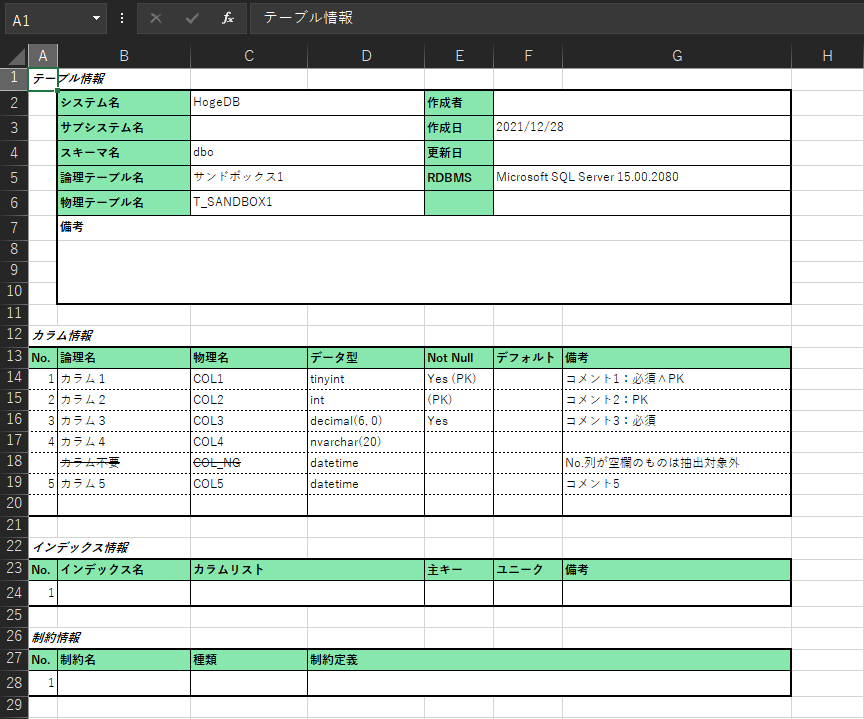 A1 fx テーブル情報
A B C D E F G H
1 テーブル情報
2 システム名 HogeDB 作成者
3 サブシステム名 作成日 2021/12/28
4 スキーマ名 dbo 更新日
5 論理テーブル名 サンドボックス1 RDBMS Microsoft SQL Server 15.00.2080
6 物理テーブル名 T_SANDBOX1
7 備考
8
9
10
11
12 カラム情報
13 No. 論理名 物理名 データ型 Not Null デフォルト 備考
14 1 カラム1 COL1 tinyint Yes (PK) コメント1：必須∧PK
15 2 カラム2 COL2 int (PK) コメント2：PK
16 3 カラム3 COL3 decimal(6, 0) Yes コメント3：必須
17 4 カラム4 COL4 nvarchar(20)
18 カラム不要 COL_NG datetime No.列が空欄のものは抽出対象外
19 5 カラム5 COL5 datetime コメント5
20
21
22 インデックス情報
23 No. インデックス名 カラムリスト 主キー ユニーク 備考
24 1
25
26 制約情報
27 No. 制約名 種類 制約定義
28 1
29